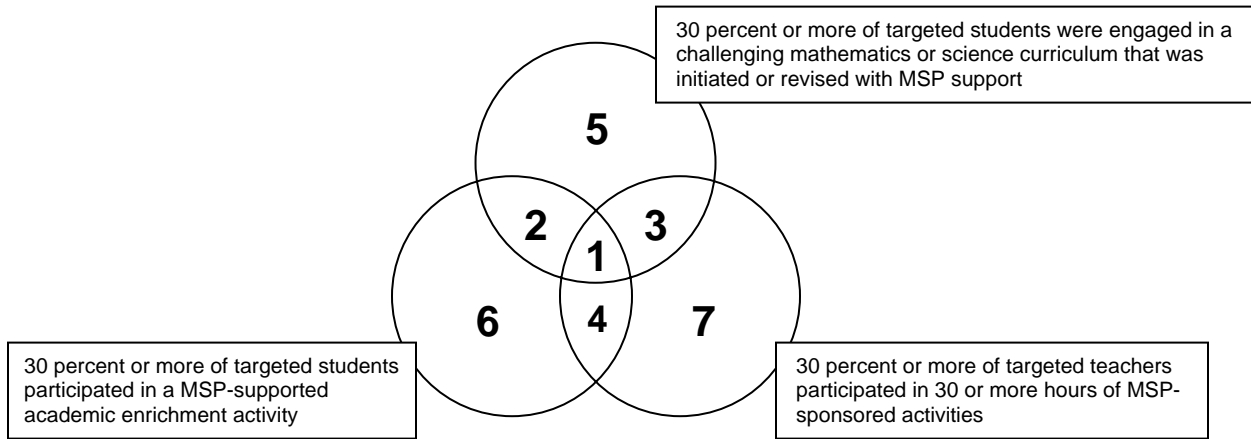 30 percent or more of targeted students were engaged in a
challenging mathematics or science curriculum that was
initiated or revised with MSP support
5
2
3
1
6
4
7
30 percent or more of targeted students
participated in a MSP-supported
academic enrichment activity
30 percent or more of targeted teachers
participated in 30 or more hours of MSP-
sponsored activities